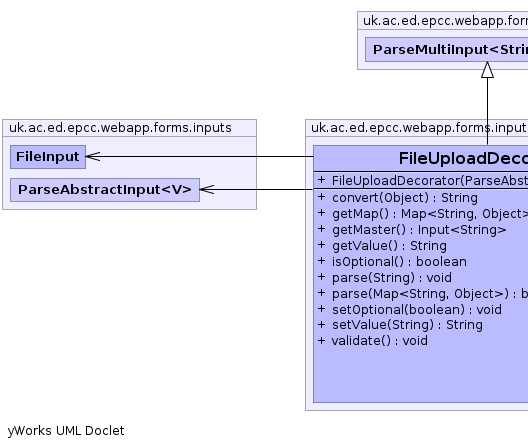 uk.ac.ed.epcc.webapp.for
ParseMultiInput<Strin
uk.ac.ed.epcc.webapp.forms.inputs
FileInput
ParseAbstractInput<V>
uk.ac.ed.epcc.webapp.forms.input
FileUploadDeco
+ FileUploadDecorator(ParseAbst
+ convert(Object) : String
+ getMap() : Map<String, Object>
+ getMaster() : Input<String>
+ getValue() : String
+ isOptional() : boolean
+ parse(String) : void
+ parse(Map<String, Object>) : b
+ setOptional(boolean) : void
+ setValue(String) : String
+ validate() : void
yWorks UML Doclet